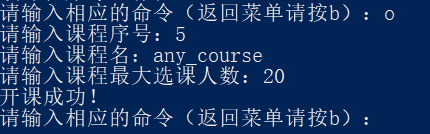 请输入相应的命令（返回菜单请按b）：o
请输入课程序号：5
请输入课程名：any_course
请输入课程最大选课人数：20
开课成功！
请输入相应的命令（返回菜单请按b）：